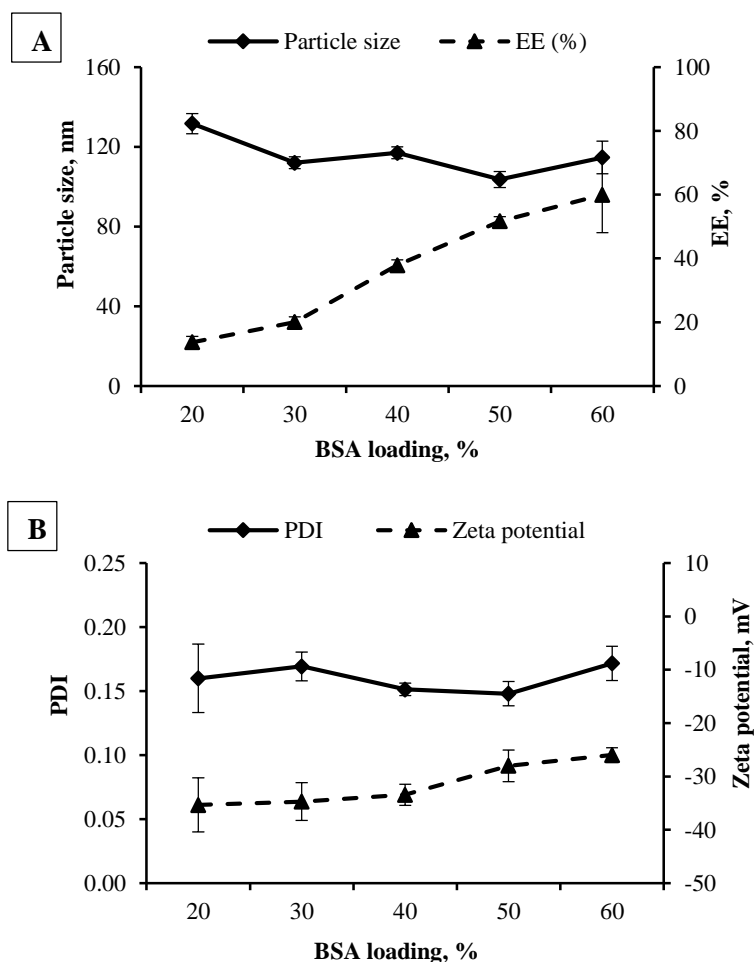 A
Particle size EE (%)
160 100
120 80
80 60
40 40
0 20
0
Particle size, nm
EE, %
20 30 40 50 60
BSA loading, %
B
PDI Zeta potential
0.25 10
0.20 0
0.15 -10
0.10 -20
0.05 -30
0.00 -40
-50
PDI
Zeta potential, mV
20 30 40 50 60
BSA loading, %